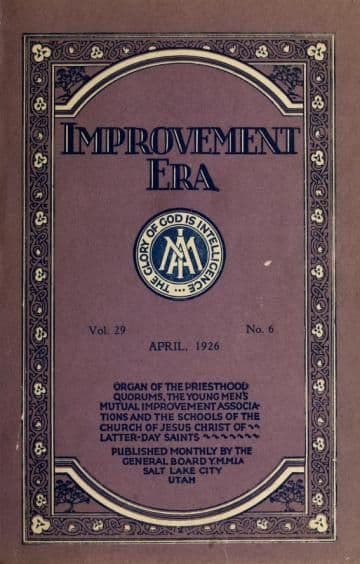 IMPROVEMENT
ERA
THE GLORY OF GOD IS INTELLIGENCE
MIA
Vol. 29 No. 6
APRIL, 1926
ORGAN OF THE PRIESTHOOD
QUORUMS, THE YOUNG MEN'S
MUTUAL IMPROVEMENT ASSOCIA-
TIONS AND THE SCHOOLS OF THE
CHURCH OF JESUS CHRIST OF
LATTER-DAY SAINTS
PUBLISHED MONTHLY BY THE
GENERAL BOARD Y.M.M.I.A
SALT LAKE CITY
UTAH